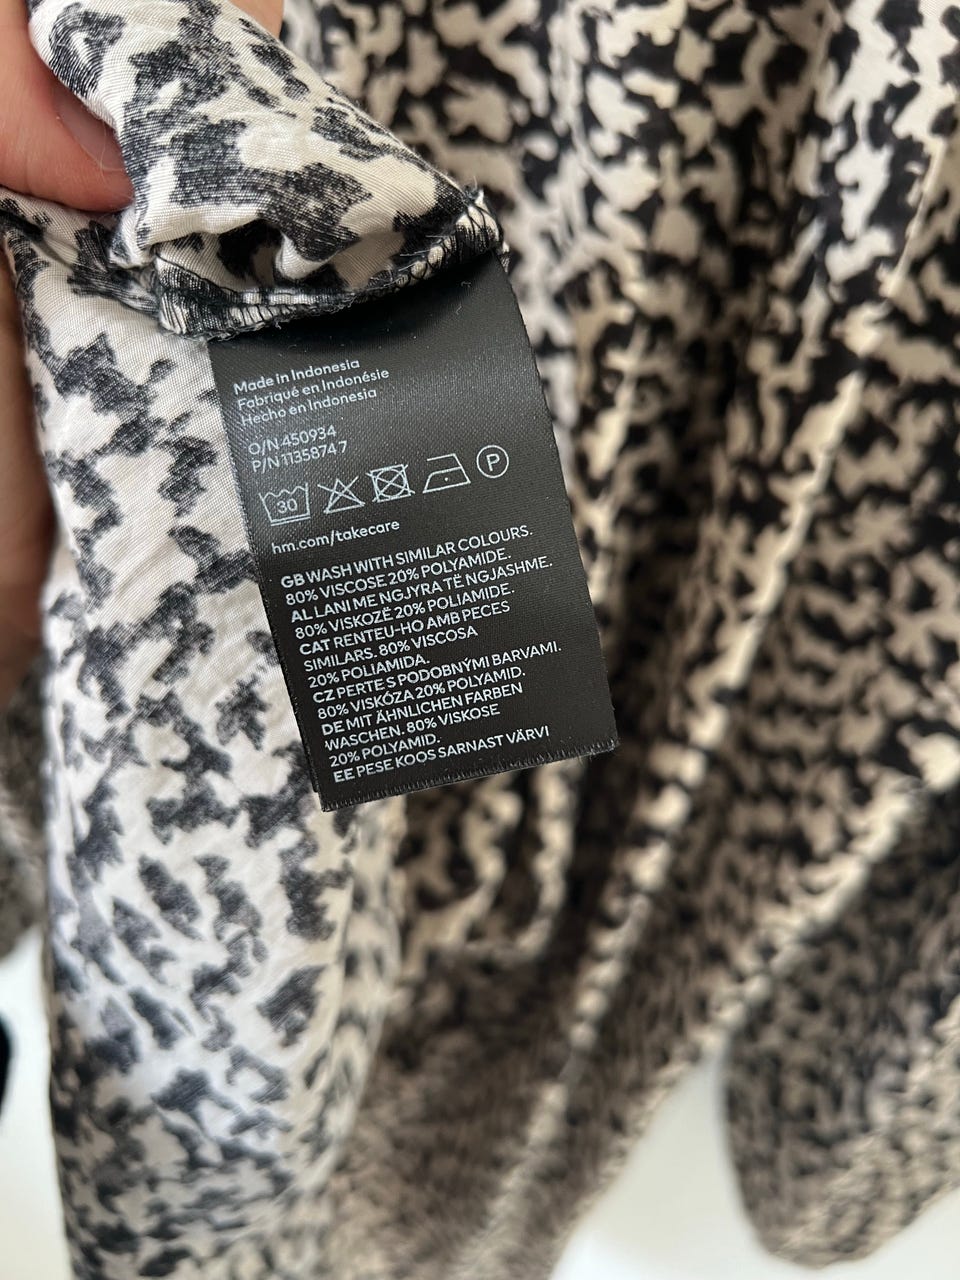 Made in Indonesia
Fabriqué en Indonésie
Hecho en Indonesia
O/N 450934
P/N 1135874 7
30
P
hm.com/takecare
GB WASH WITH SIMILAR COLOURS.
80% VISCOSE 20% POLYAMIDE.
AL LANI ME NGJYRA TË NGJASHME.
80% VISKOZË 20% POLIAMIDE.
CAT RENTEU-HO AMB PECES
SIMILARS. 80% VISCOSA
20% POLIAMIDA.
CZ PERTE S PODOBNÝMI BARVAMI.
80% VISKÓZA 20% POLYAMID.
DE MIT ÄHNLICHEN FARBEN
WASCHEN. 80% VISKOSE
20% POLYAMID.
EE PESE KOOS SARNAST VÄRVI